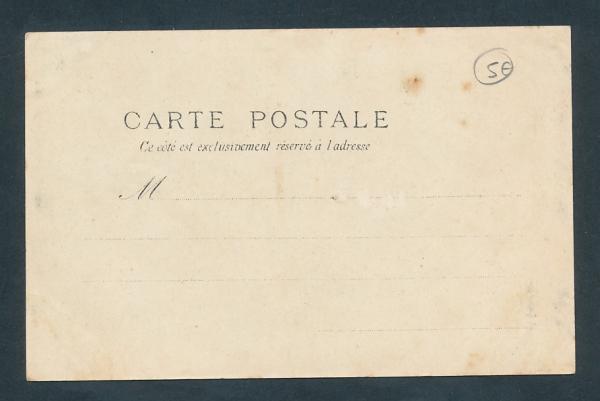 5€
CARTE POSTALE
Ce côté est exclusivement réservé à l'adresse
M